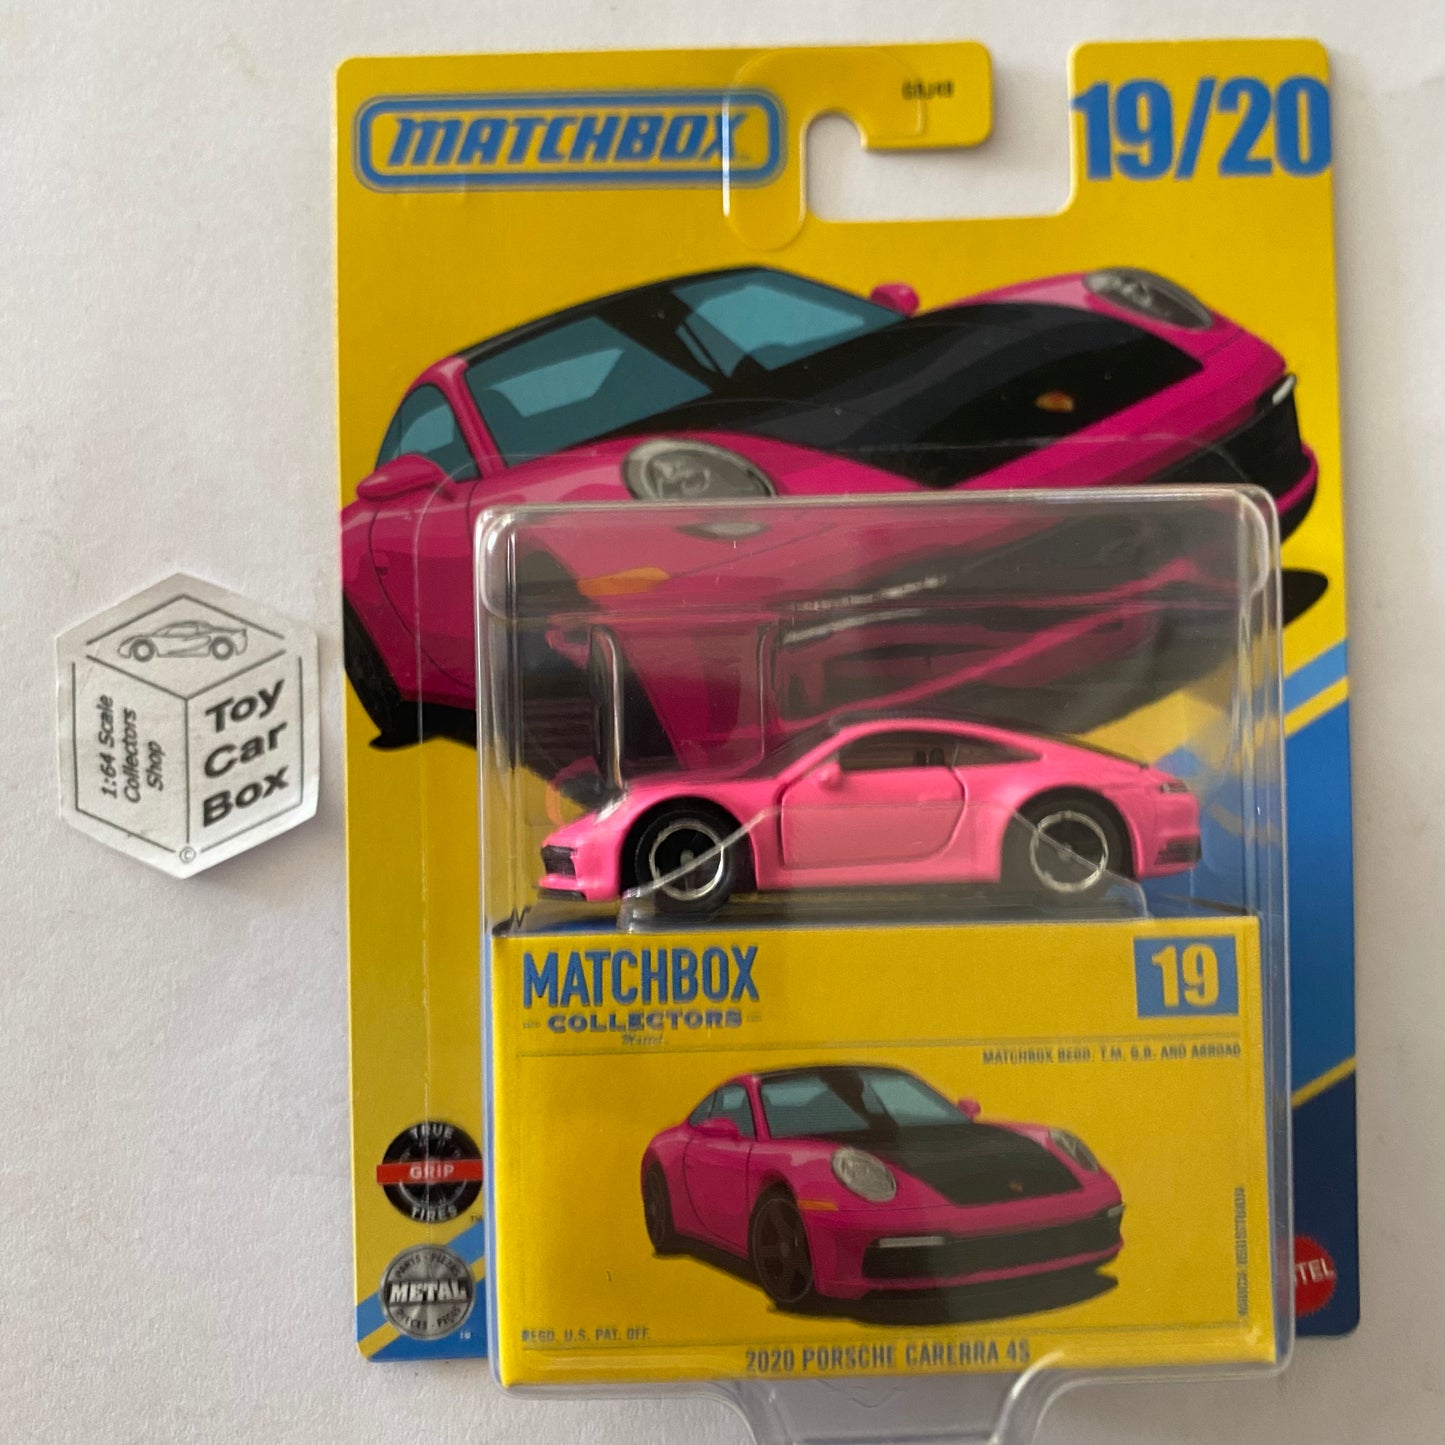 MATCHBOX
19/20
1:64 Scale
Collectors
Shop
Toy
Car
Box
©
MATCHBOX
COLLECTORS
Mattel
19
MATCHBOX REGD. T.M. G.B. AND ABROAD
TRUE
GRIP
TIRES
METAL
REGD. U.S. PAT. OFF.
2020 PORSCHE CARERRA 4S